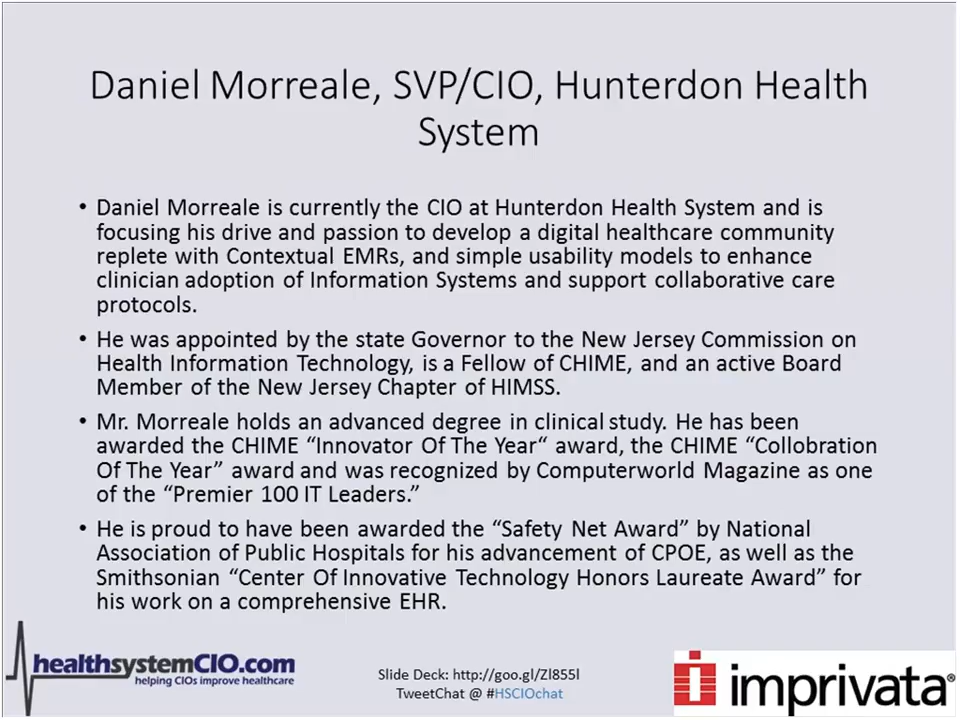 Daniel Morreale, SVP/CIO, Hunterdon Health
System
• Daniel Morreale is currently the CIO at Hunterdon Health System and is
focusing his drive and passion to develop a digital healthcare community
replete with Contextual EMRs, and simple usability models to enhance
clinician adoption of Information Systems and support collaborative care
protocols.
• He was appointed by the state Governor to the New Jersey Commission on
Health Information Technology, is a Fellow of CHIME, and an active Board
Member of the New Jersey Chapter of HIMSS.
• Mr. Morreale holds an advanced degree in clinical study. He has been
awarded the CHIME “Innovator Of The Year“ award, the CHIME “Collobration
Of The Year” award and was recognized by Computerworld Magazine as one
of the “Premier 100 IT Leaders.”
• He is proud to have been awarded the “Safety Net Award” by National
Association of Public Hospitals for his advancement of CPOE, as well as the
Smithsonian “Center Of Innovative Technology Honors Laureate Award” for
his work on a comprehensive EHR.
healthsystemCIO.com
helping CIOs improve healthcare
Slide Deck: http://goo.gl/Zl855l
TweetChat @ #HSCIOchat
imprivata®